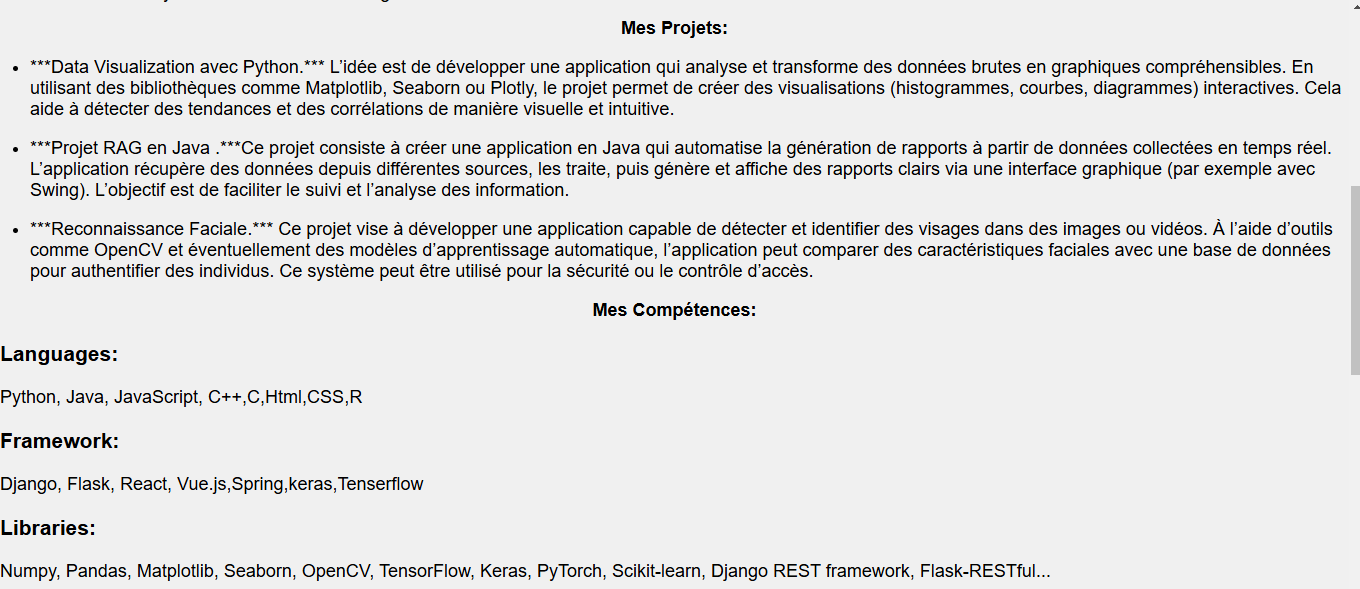 Mes Projets:
***Data Visualization avec Python.*** L’idée est de développer une application qui analyse et transforme des données brutes en graphiques compréhensibles. En
utilisant des bibliothèques comme Matplotlib, Seaborn ou Plotly, le projet permet de créer des visualisations (histogrammes, courbes, diagrammes) interactives. Cela
aide à détecter des tendances et des corrélations de manière visuelle et intuitive.
***Projet RAG en Java .***Ce projet consiste à créer une application en Java qui automatise la génération de rapports à partir de données collectées en temps réel.
L’application récupère des données depuis différentes sources, les traite, puis génère et affiche des rapports clairs via une interface graphique (par exemple avec
Swing). L’objectif est de faciliter le suivi et l’analyse des information.
***Reconnaissance Faciale.*** Ce projet vise à développer une application capable de détecter et identifier des visages dans des images ou vidéos. À l’aide d’outils
comme OpenCV et éventuellement des modèles d’apprentissage automatique, l’application peut comparer des caractéristiques faciales avec une base de données
pour authentifier des individus. Ce système peut être utilisé pour la sécurité ou le contrôle d’accès.
Mes Compétences:
Languages:
Python, Java, JavaScript, C++,C,Html,CSS,R
Framework:
Django, Flask, React, Vue.js,Spring,keras,Tenserflow
Libraries:
Numpy, Pandas, Matplotlib, Seaborn, OpenCV, TensorFlow, Keras, PyTorch, Scikit-learn, Django REST framework, Flask-RESTful...